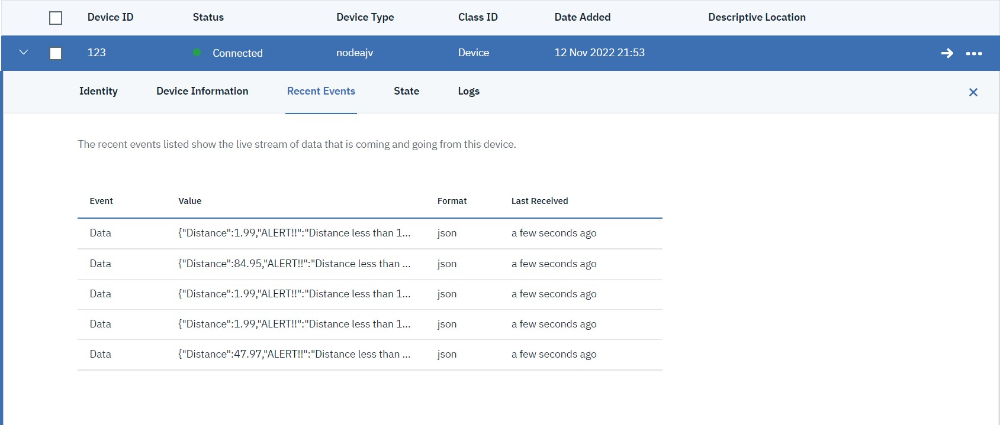 Device ID Status Device Type Class ID Date Added Descriptive Location
123 Connected nodeajv Device 12 Nov 2022 21:53
Identity Device Information Recent Events State Logs
The recent events listed show the live stream of data that is coming and going from this device.
Event Value Format Last Received
Data {"Distance":1.99,"ALERT!!":"Distance less than 1... json a few seconds ago
Data {"Distance":84.95,"ALERT!!":"Distance less than ... json a few seconds ago
Data {"Distance":1.99,"ALERT!!":"Distance less than 1... json a few seconds ago
Data {"Distance":1.99,"ALERT!!":"Distance less than 1... json a few seconds ago
Data {"Distance":47.97,"ALERT!!":"Distance less than ... json a few seconds ago